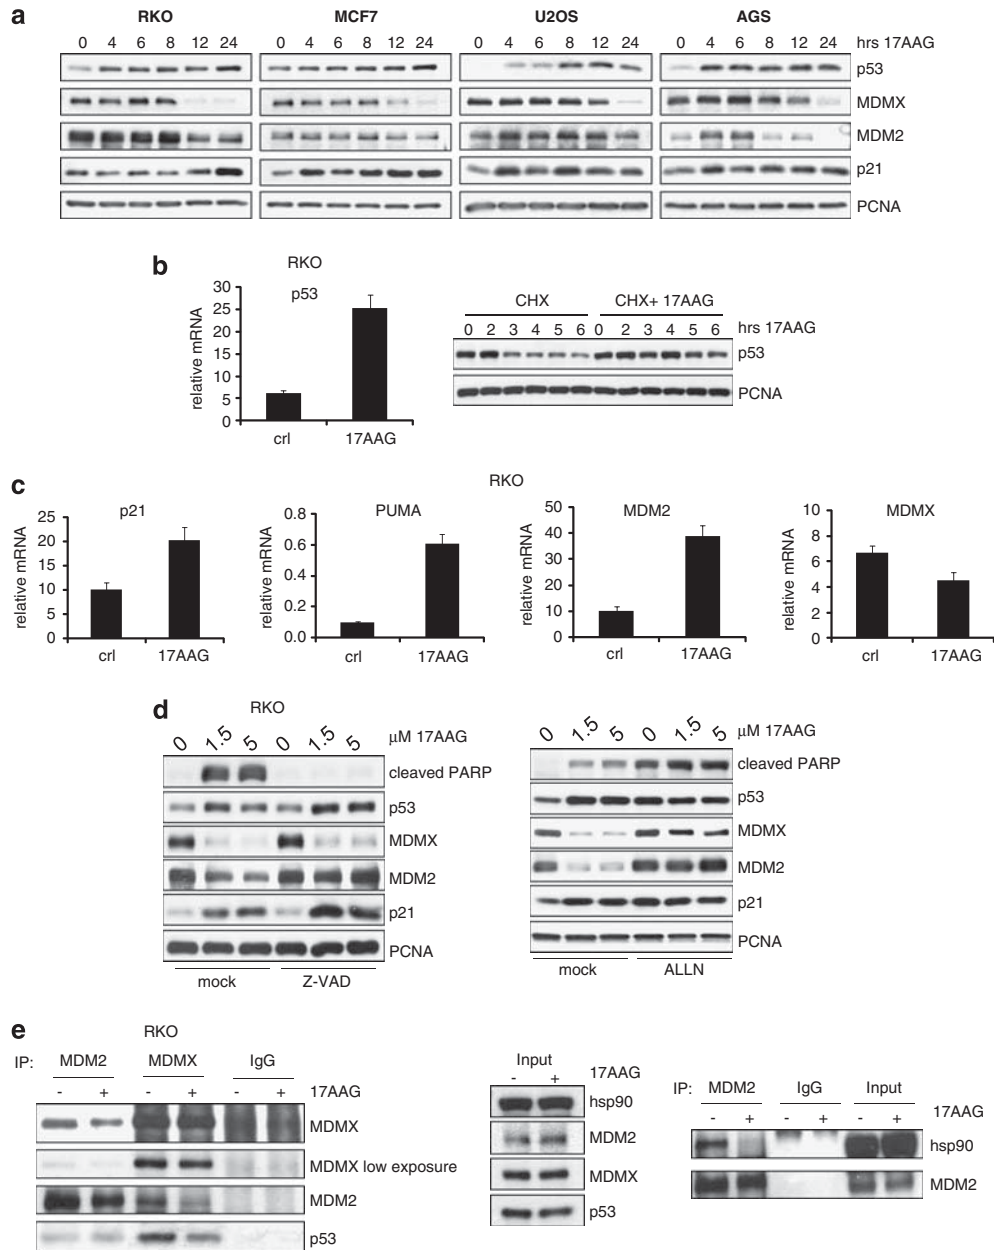 a
RKO MCF7 U2OS AGS
0 4 6 8 12 24 0 4 6 8 12 24 0 4 6 8 12 24 0 4 6 8 12 24 hrs 17AAG
p53
MDMX
MDM2
p21
PCNA
b
RKO
p53
relative mRNA
30
25
20
15
10
5
0
crl 17AAG
CHX CHX+ 17AAG
0 2 3 4 5 6 0 2 3 4 5 6 hrs 17AAG
p53
PCNA
c
RKO
p21
relative mRNA
25
20
15
10
5
0
crl 17AAG
PUMA
relative mRNA
0.8
0.6
0.4
0.2
0.0
crl 17AAG
MDM2
relative mRNA
50
40
30
20
10
0
crl 17AAG
MDMX
relative mRNA
10
8
6
4
2
0
crl 17AAG
d
RKO
0 1.5 5 0 1.5 5 μM 17AAG
cleaved PARP
p53
MDMX
MDM2
p21
PCNA
mock Z-VAD
0 1.5 5 0 1.5 5 μM 17AAG
cleaved PARP
p53
MDMX
MDM2
p21
PCNA
mock ALLN
e
RKO
IP: MDM2 MDMX IgG
- + - + - + 17AAG
MDMX
MDMX low exposure
MDM2
p53
Input
- + 17AAG
hsp90
MDM2
MDMX
p53
IP: MDM2 IgG Input
- + - + - + 17AAG
hsp90
MDM2